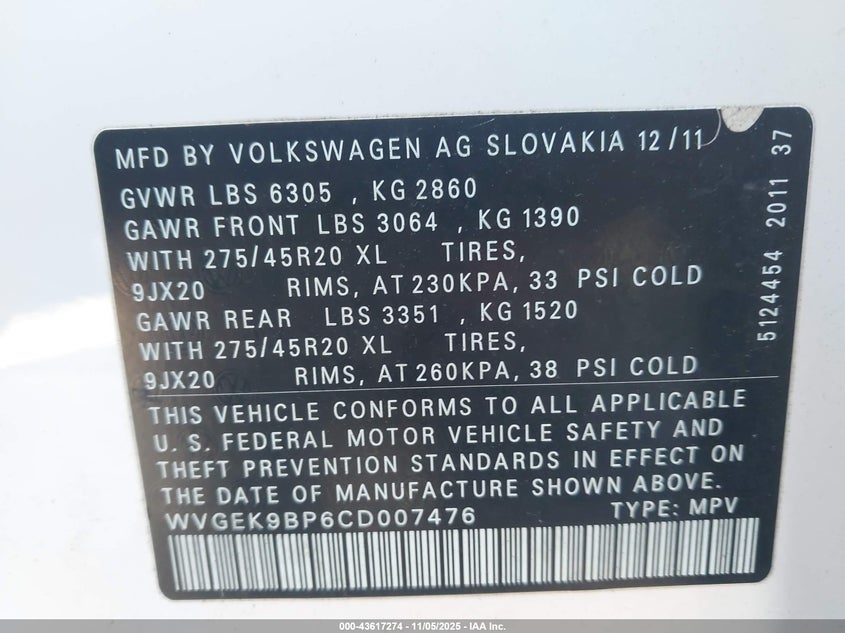 MFD BY VOLKSWAGEN AG SLOVAKIA 12/11
GVWR LBS 6305 , KG 2860
GAWR FRONT LBS 3064 , KG 1390
WITH 275/45R20 XL TIRES,
9JX20 RIMS, AT 230KPA, 33 PSI COLD
GAWR REAR LBS 3351 , KG 1520
WITH 275/45R20 XL TIRES,
9JX20 RIMS, AT 260KPA, 38 PSI COLD
THIS VEHICLE CONFORMS TO ALL APPLICABLE
U. S. FEDERAL MOTOR VEHICLE SAFETY AND
THEFT PREVENTION STANDARDS IN EFFECT ON
THE DATE OF MANUFACTURE SHOWN ABOVE.
WVGEK9BP6CD007476 TYPE: MPV
5124454 2011 37
000-43617274 - 11/05/2025 - IAA Inc.